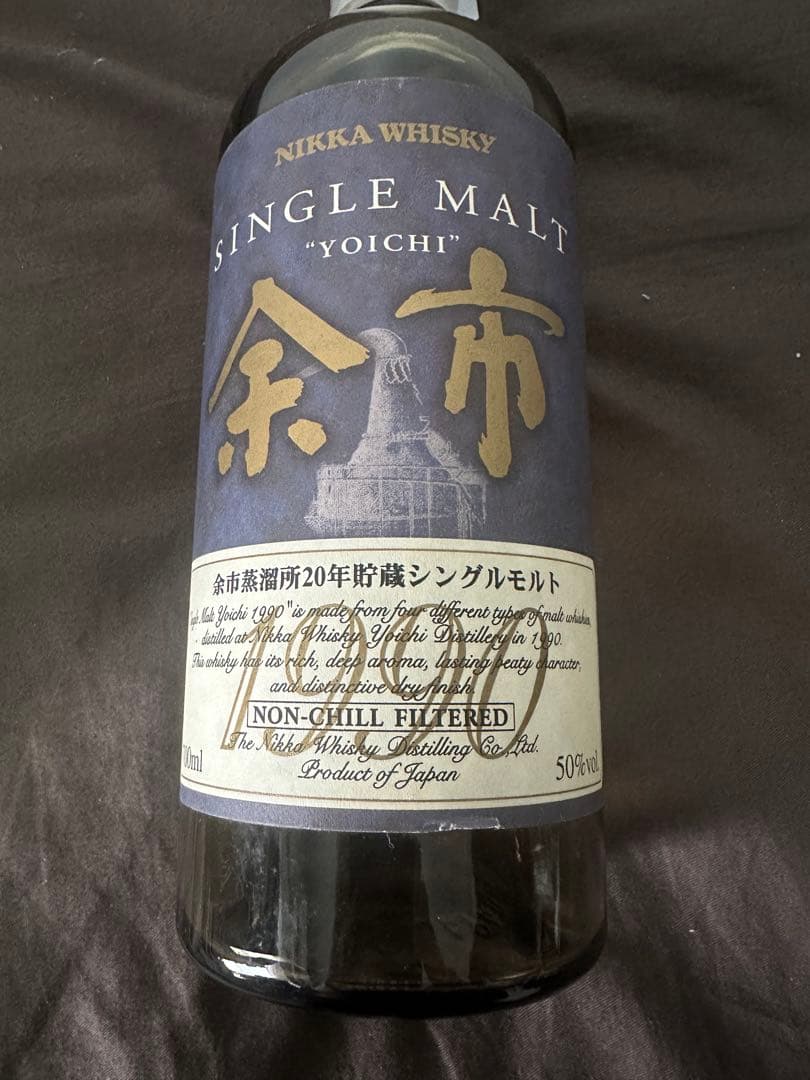 NIKKA WHISKY
SINGLE MALT
“YOICHI”
余市
余市蒸溜所20年貯蔵シングルモルト
1990
Malt Yoichi 1990" is made from four different types of malt whiskies,
distilled at Nikka Whisky Yoichi Distillery in 1990.
This whisky has its rich, deep aroma, lasting peaty character,
and distinctive dry finish.
NON-CHILL FILTERED
The Nikka Whisky Distilling Co., Ltd.
Product of Japan
50%vol